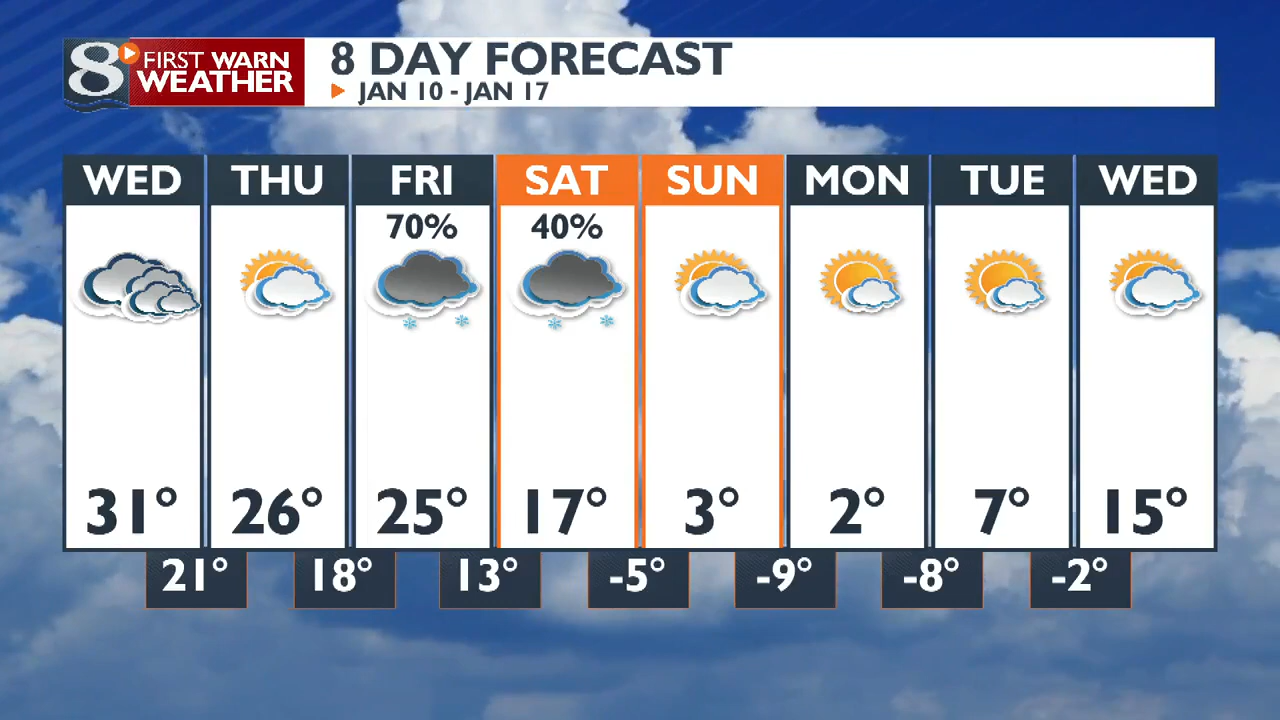 8
FIRST WARN
WEATHER
8 DAY FORECAST
JAN 10 - JAN 17
WED THU FRI SAT SUN MON TUE WED
70% 40%
31° 26° 25° 17° 3° 2° 7° 15°
21° 18° 13° -5° -9° -8° -2°